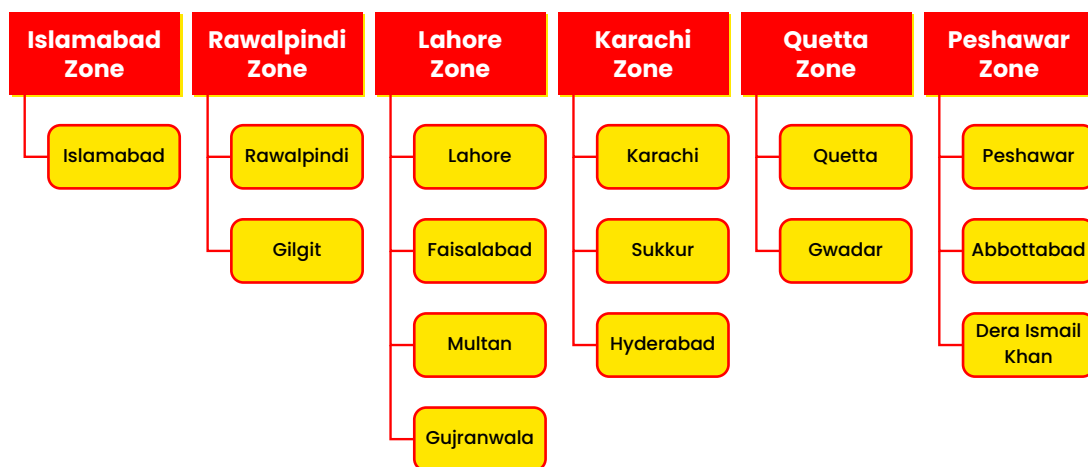 Islamabad
Zone
Islamabad
Rawalpindi
Zone
Rawalpindi
Gilgit
Lahore
Zone
Lahore
Faisalabad
Multan
Gujranwala
Karachi
Zone
Karachi
Sukkur
Hyderabad
Quetta
Zone
Quetta
Gwadar
Peshawar
Zone
Peshawar
Abbottabad
Dera Ismail
Khan